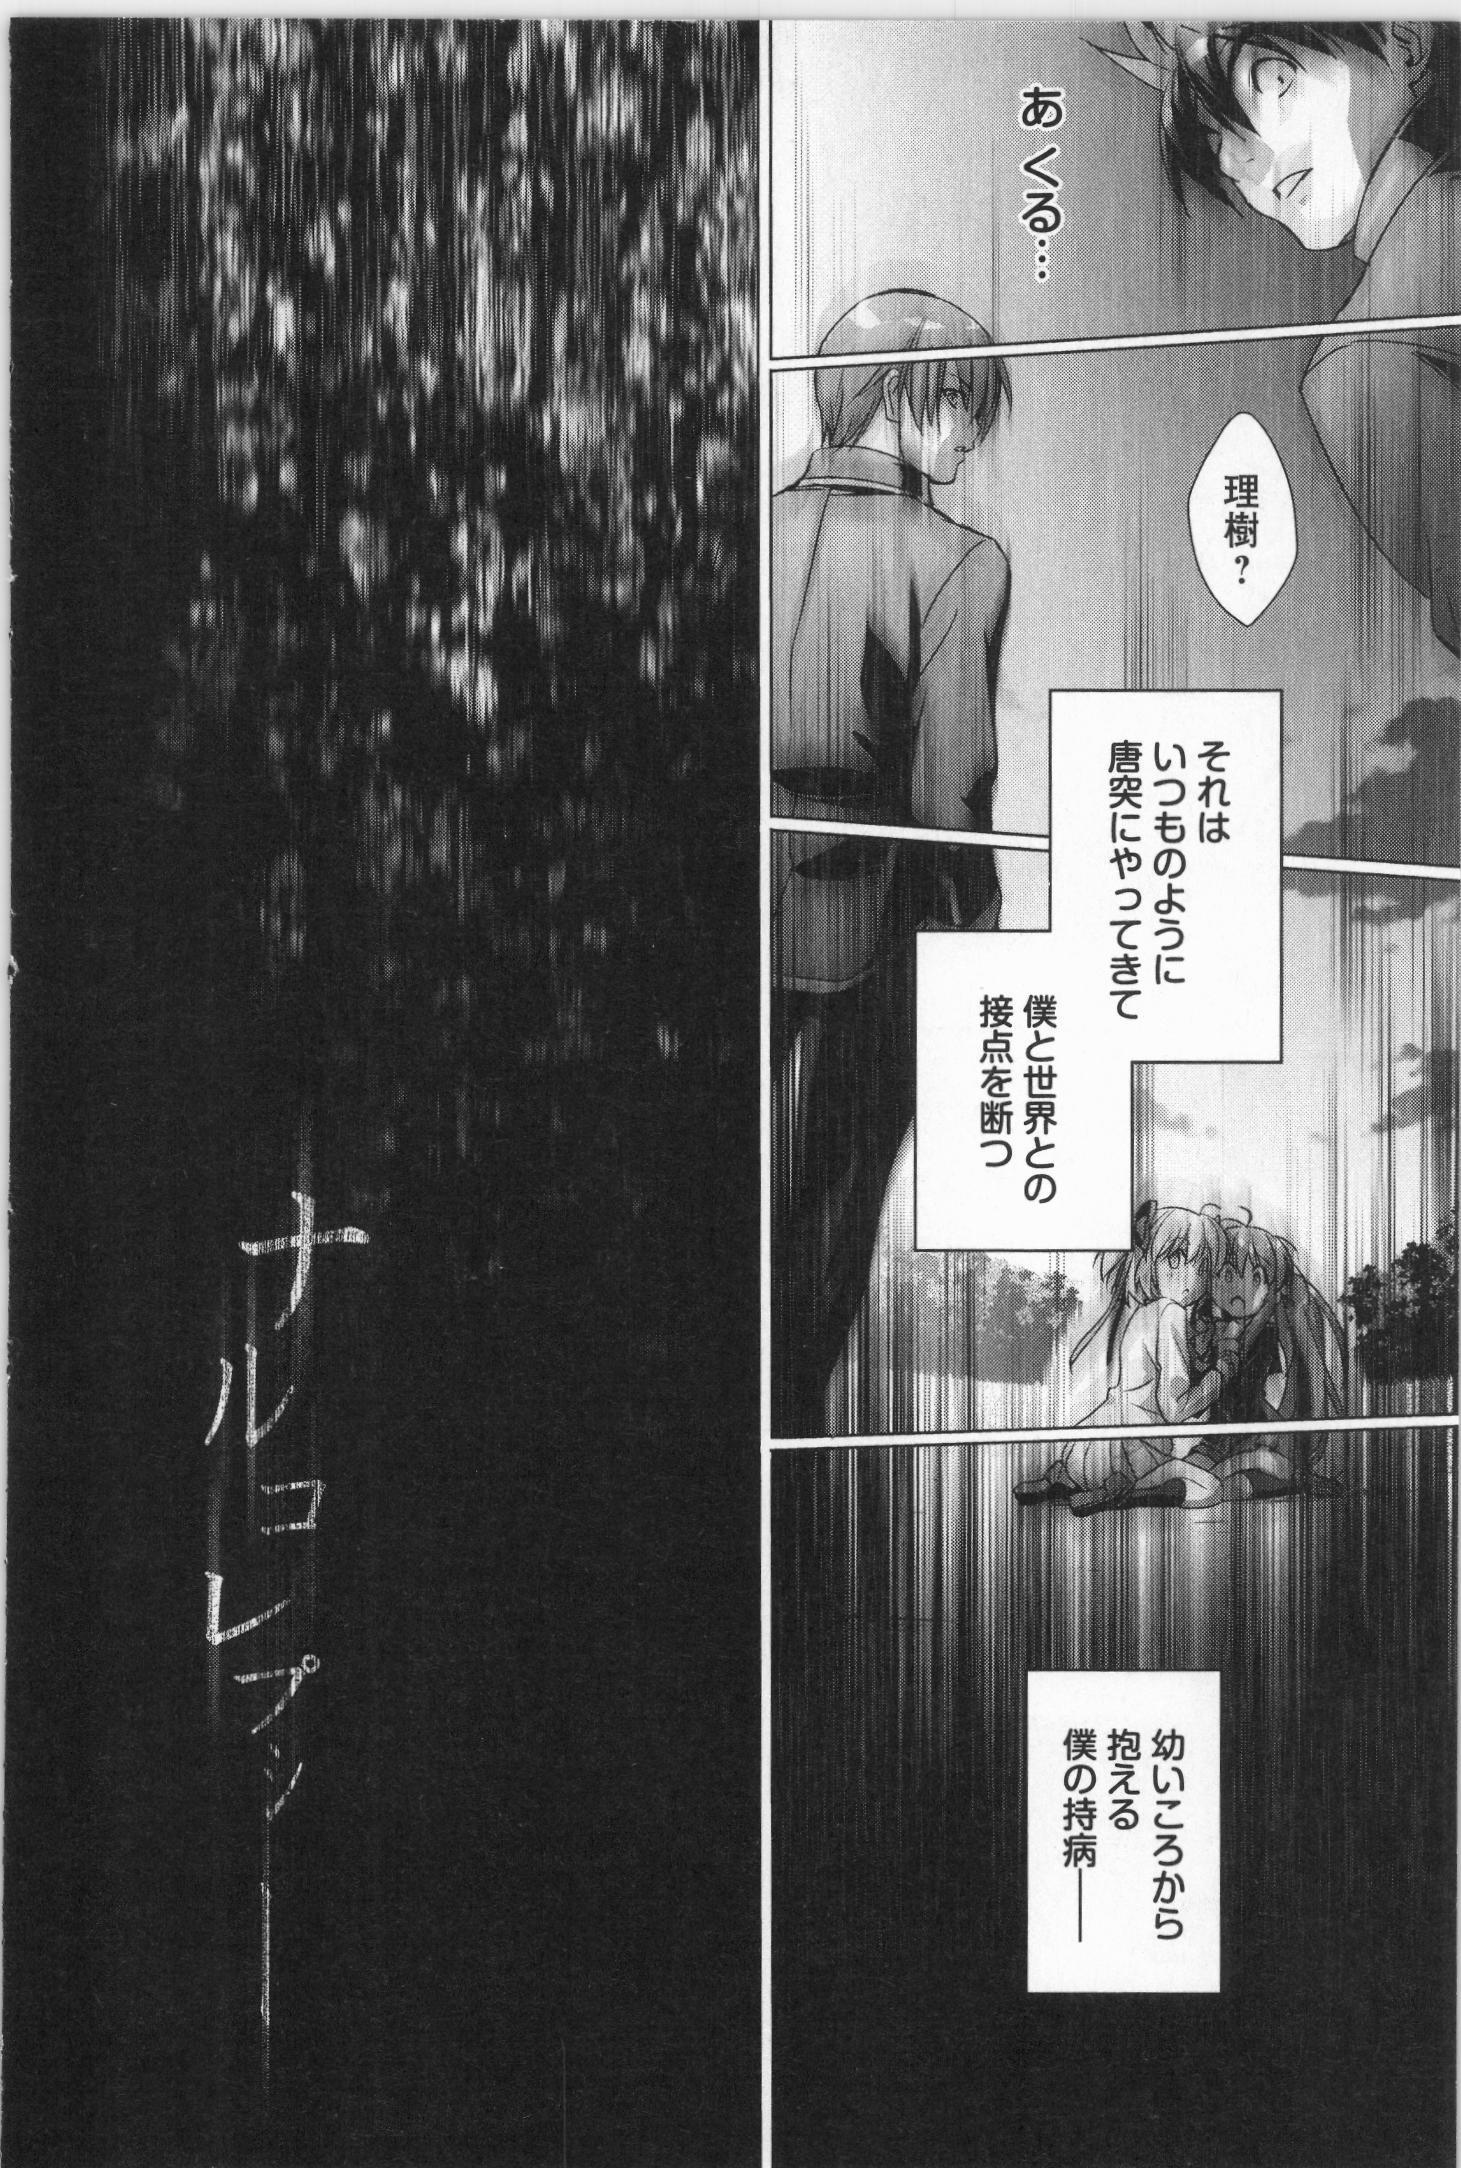 あ くる…
理樹?
それは
いつものように
唐突にやってきて
僕と世界との
接点を断つ
幼いころから
抱える
僕の持病――
ナルコレプシー